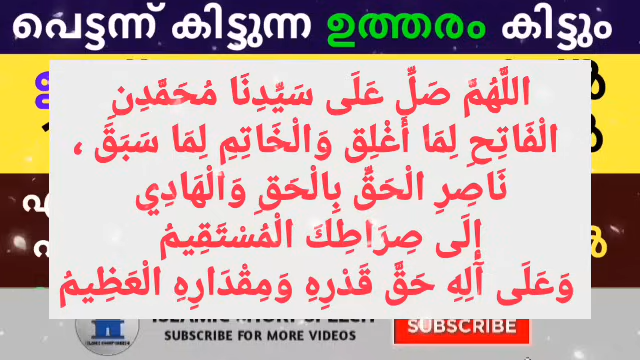 പെട്ടന്ന് കിട്ടുന്ന ഉത്തരം കിട്ടും
اللَّهُمَّ صَلِّ عَلَى سَيِّدِنَا مُحَمَّدِنِ
الْفَاتِحِ لِمَا أُغْلِقَ وَالْخَاتِمِ لِمَا سَبَقَ ،
نَاصِرِ الْحَقِّ بِالْحَقِ وَالْهَادِي
إِلَى صِرَاطِكَ الْمُسْتَقِيمُ
وَعَلَى آلِهِ حَقَّ قَدْرِهِ وَمِقْدَارِهِ الْعَظِيمُ
SUBSCRIBE FOR MORE VIDEOS
SUBSCRIBE